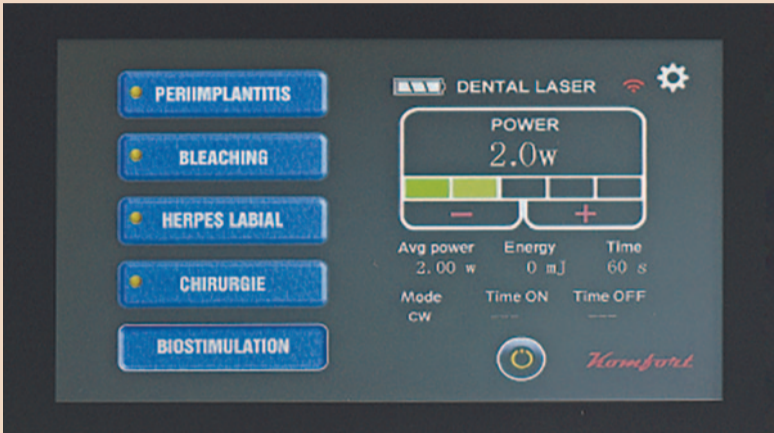 PERIIMPLANTITIS
BLEACHING
HERPES LABIAL
CHIRURGIE
BIOSTIMULATION
DENTAL LASER
POWER
2.0w
− +
Avg power Energy Time
2.00 w 0 mJ 60 s
Mode Time ON Time OFF
CW --- ---
Komfort